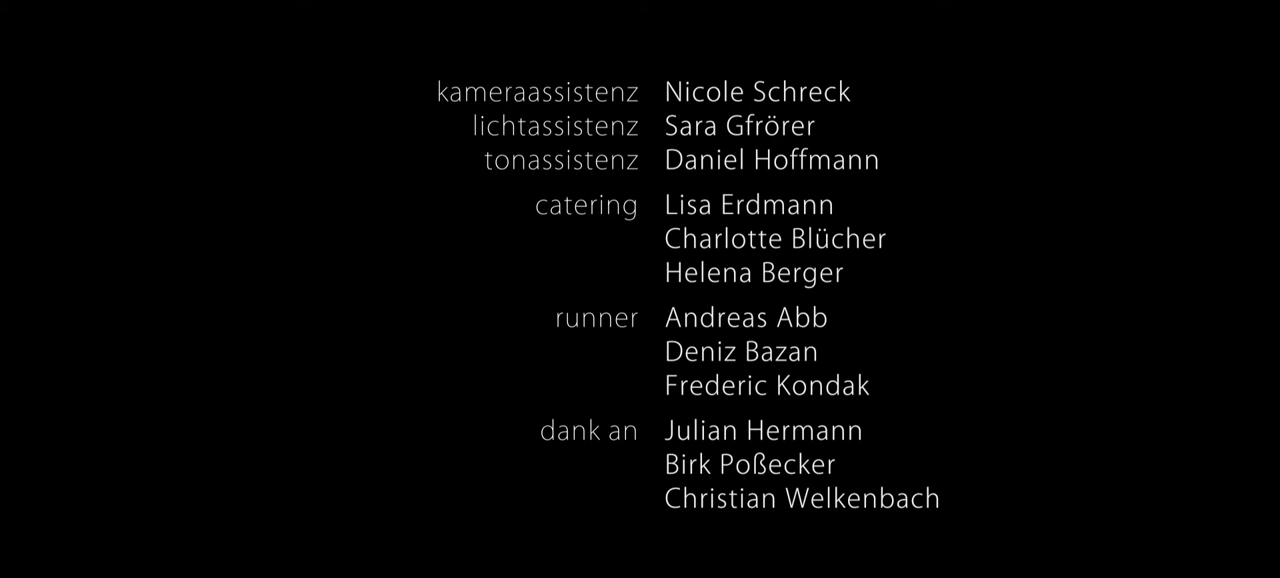 kameraassistenz Nicole Schreck
lichtassistenz Sara Gfrörer
tonassistenz Daniel Hoffmann
catering Lisa Erdmann
Charlotte Blücher
Helena Berger
runner Andreas Abb
Deniz Bazan
Frederic Kondak
dank an Julian Hermann
Birk Poßecker
Christian Welkenbach